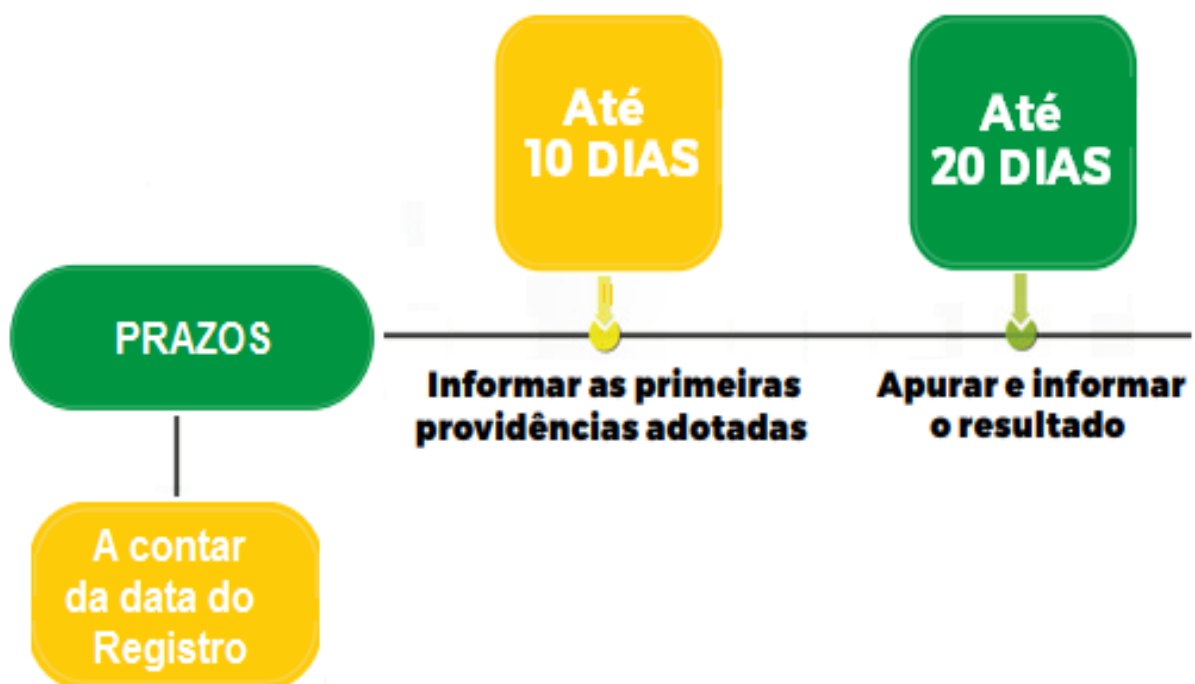 Até
10 DIAS
Até
20 DIAS
PRAZOS
Informar as primeiras
providências adotadas
Apurar e informar
o resultado
A contar
da data do
Registro